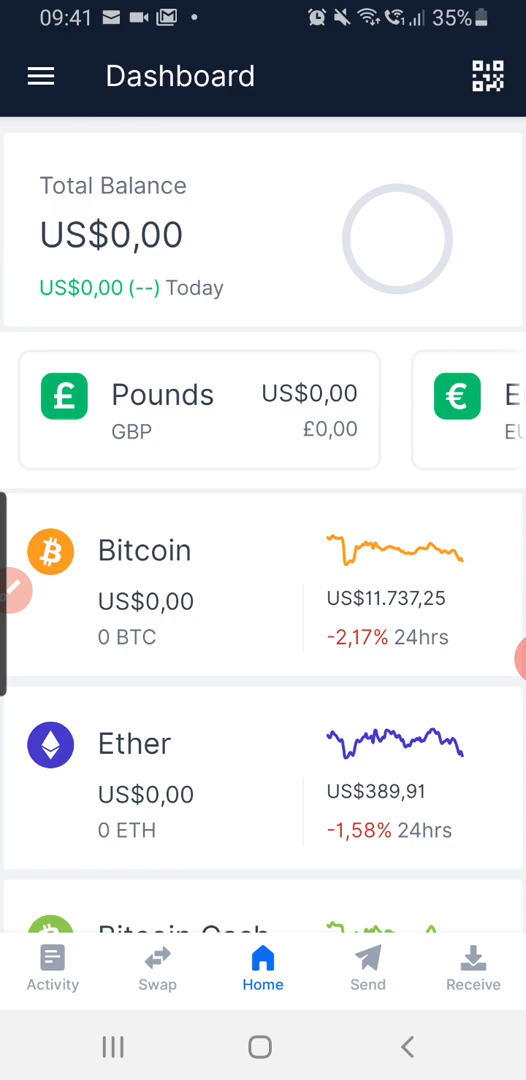 09:41 35%
Dashboard
Total Balance
US$0,00
US$0,00 (--) Today
Pounds US$0,00
GBP £0,00
Bitcoin
US$0,00 US$11.737,25
0 BTC -2,17% 24hrs
Ether
US$0,00 US$389,91
0 ETH -1,58% 24hrs
Bitcoin Cash
Activity Swap Home Send Receive